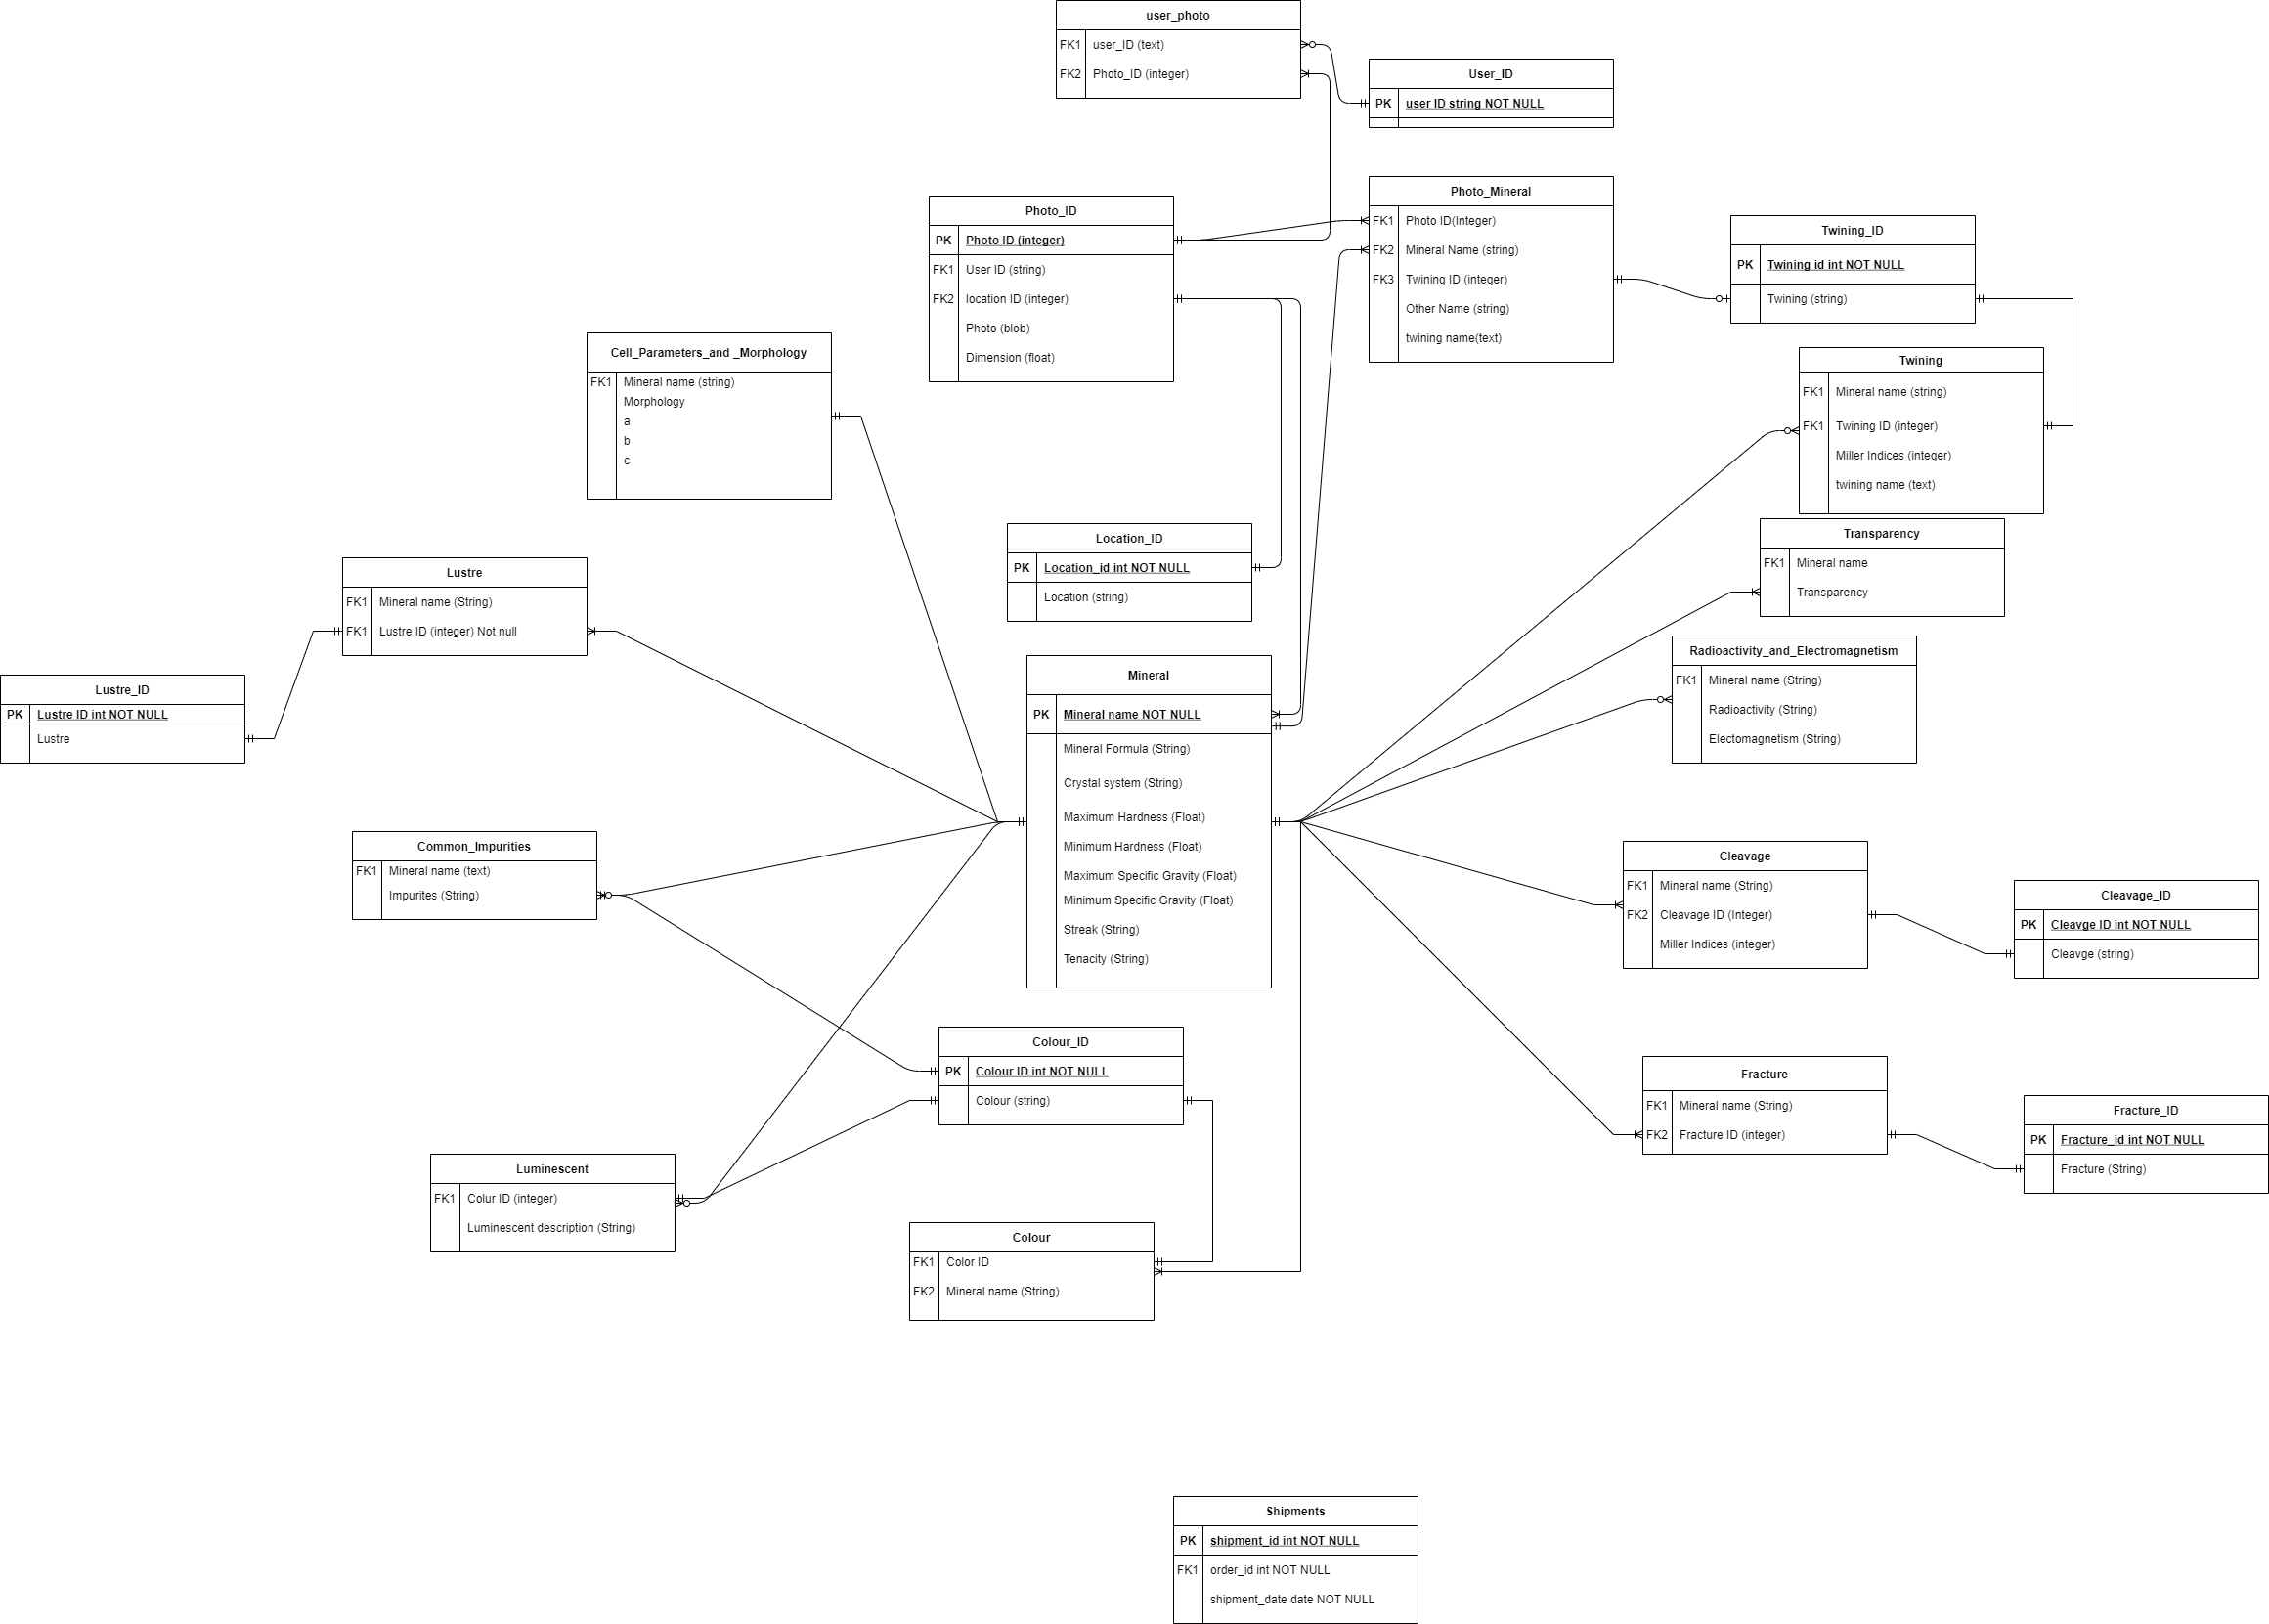 user_photo
FK1 user_ID (text)
FK2 Photo_ID (integer)
User_ID
PK user ID string NOT NULL
Photo_ID
PK Photo ID (integer)
FK1 User ID (string)
FK2 location ID (integer)
Photo (blob)
Dimension (float)
Photo_Mineral
FK1 Photo ID(Integer)
FK2 Mineral Name (string)
FK3 Twining ID (integer)
Other Name (string)
twining name(text)
Twining_ID
PK Twining id int NOT NULL
Twining (string)
Cell_Parameters_and _Morphology
FK1 Mineral name (string)
Morphology
a
b
c
Twining
FK1 Mineral name (string)
FK1 Twining ID (integer)
Miller Indices (integer)
twining name (text)
Location_ID
PK Location_id int NOT NULL
Location (string)
Transparency
FK1 Mineral name
Transparency
Lustre
FK1 Mineral name (String)
FK1 Lustre ID (integer) Not null
Radioactivity_and_Electromagnetism
FK1 Mineral name (String)
Radioactivity (String)
Electomagnetism (String)
Lustre_ID
PK Lustre ID int NOT NULL
Lustre
Mineral
PK Mineral name NOT NULL
Mineral Formula (String)
Crystal system (String)
Maximum Hardness (Float)
Minimum Hardness (Float)
Maximum Specific Gravity (Float)
Minimum Specific Gravity (Float)
Streak (String)
Tenacity (String)
Common_Impurities
FK1 Mineral name (text)
Impurites (String)
Cleavage
FK1 Mineral name (String)
FK2 Cleavage ID (Integer)
Miller Indices (integer)
Cleavage_ID
PK Cleavge ID int NOT NULL
Cleavge (string)
Colour_ID
PK Colour ID int NOT NULL
Colour (string)
Fracture
FK1 Mineral name (String)
FK2 Fracture ID (integer)
Fracture_ID
PK Fracture_id int NOT NULL
Fracture (String)
Luminescent
FK1 Colur ID (integer)
Luminescent description (String)
Colour
FK1 Color ID
FK2 Mineral name (String)
Shipments
PK shipment_id int NOT NULL
FK1 order_id int NOT NULL
shipment_date date NOT NULL